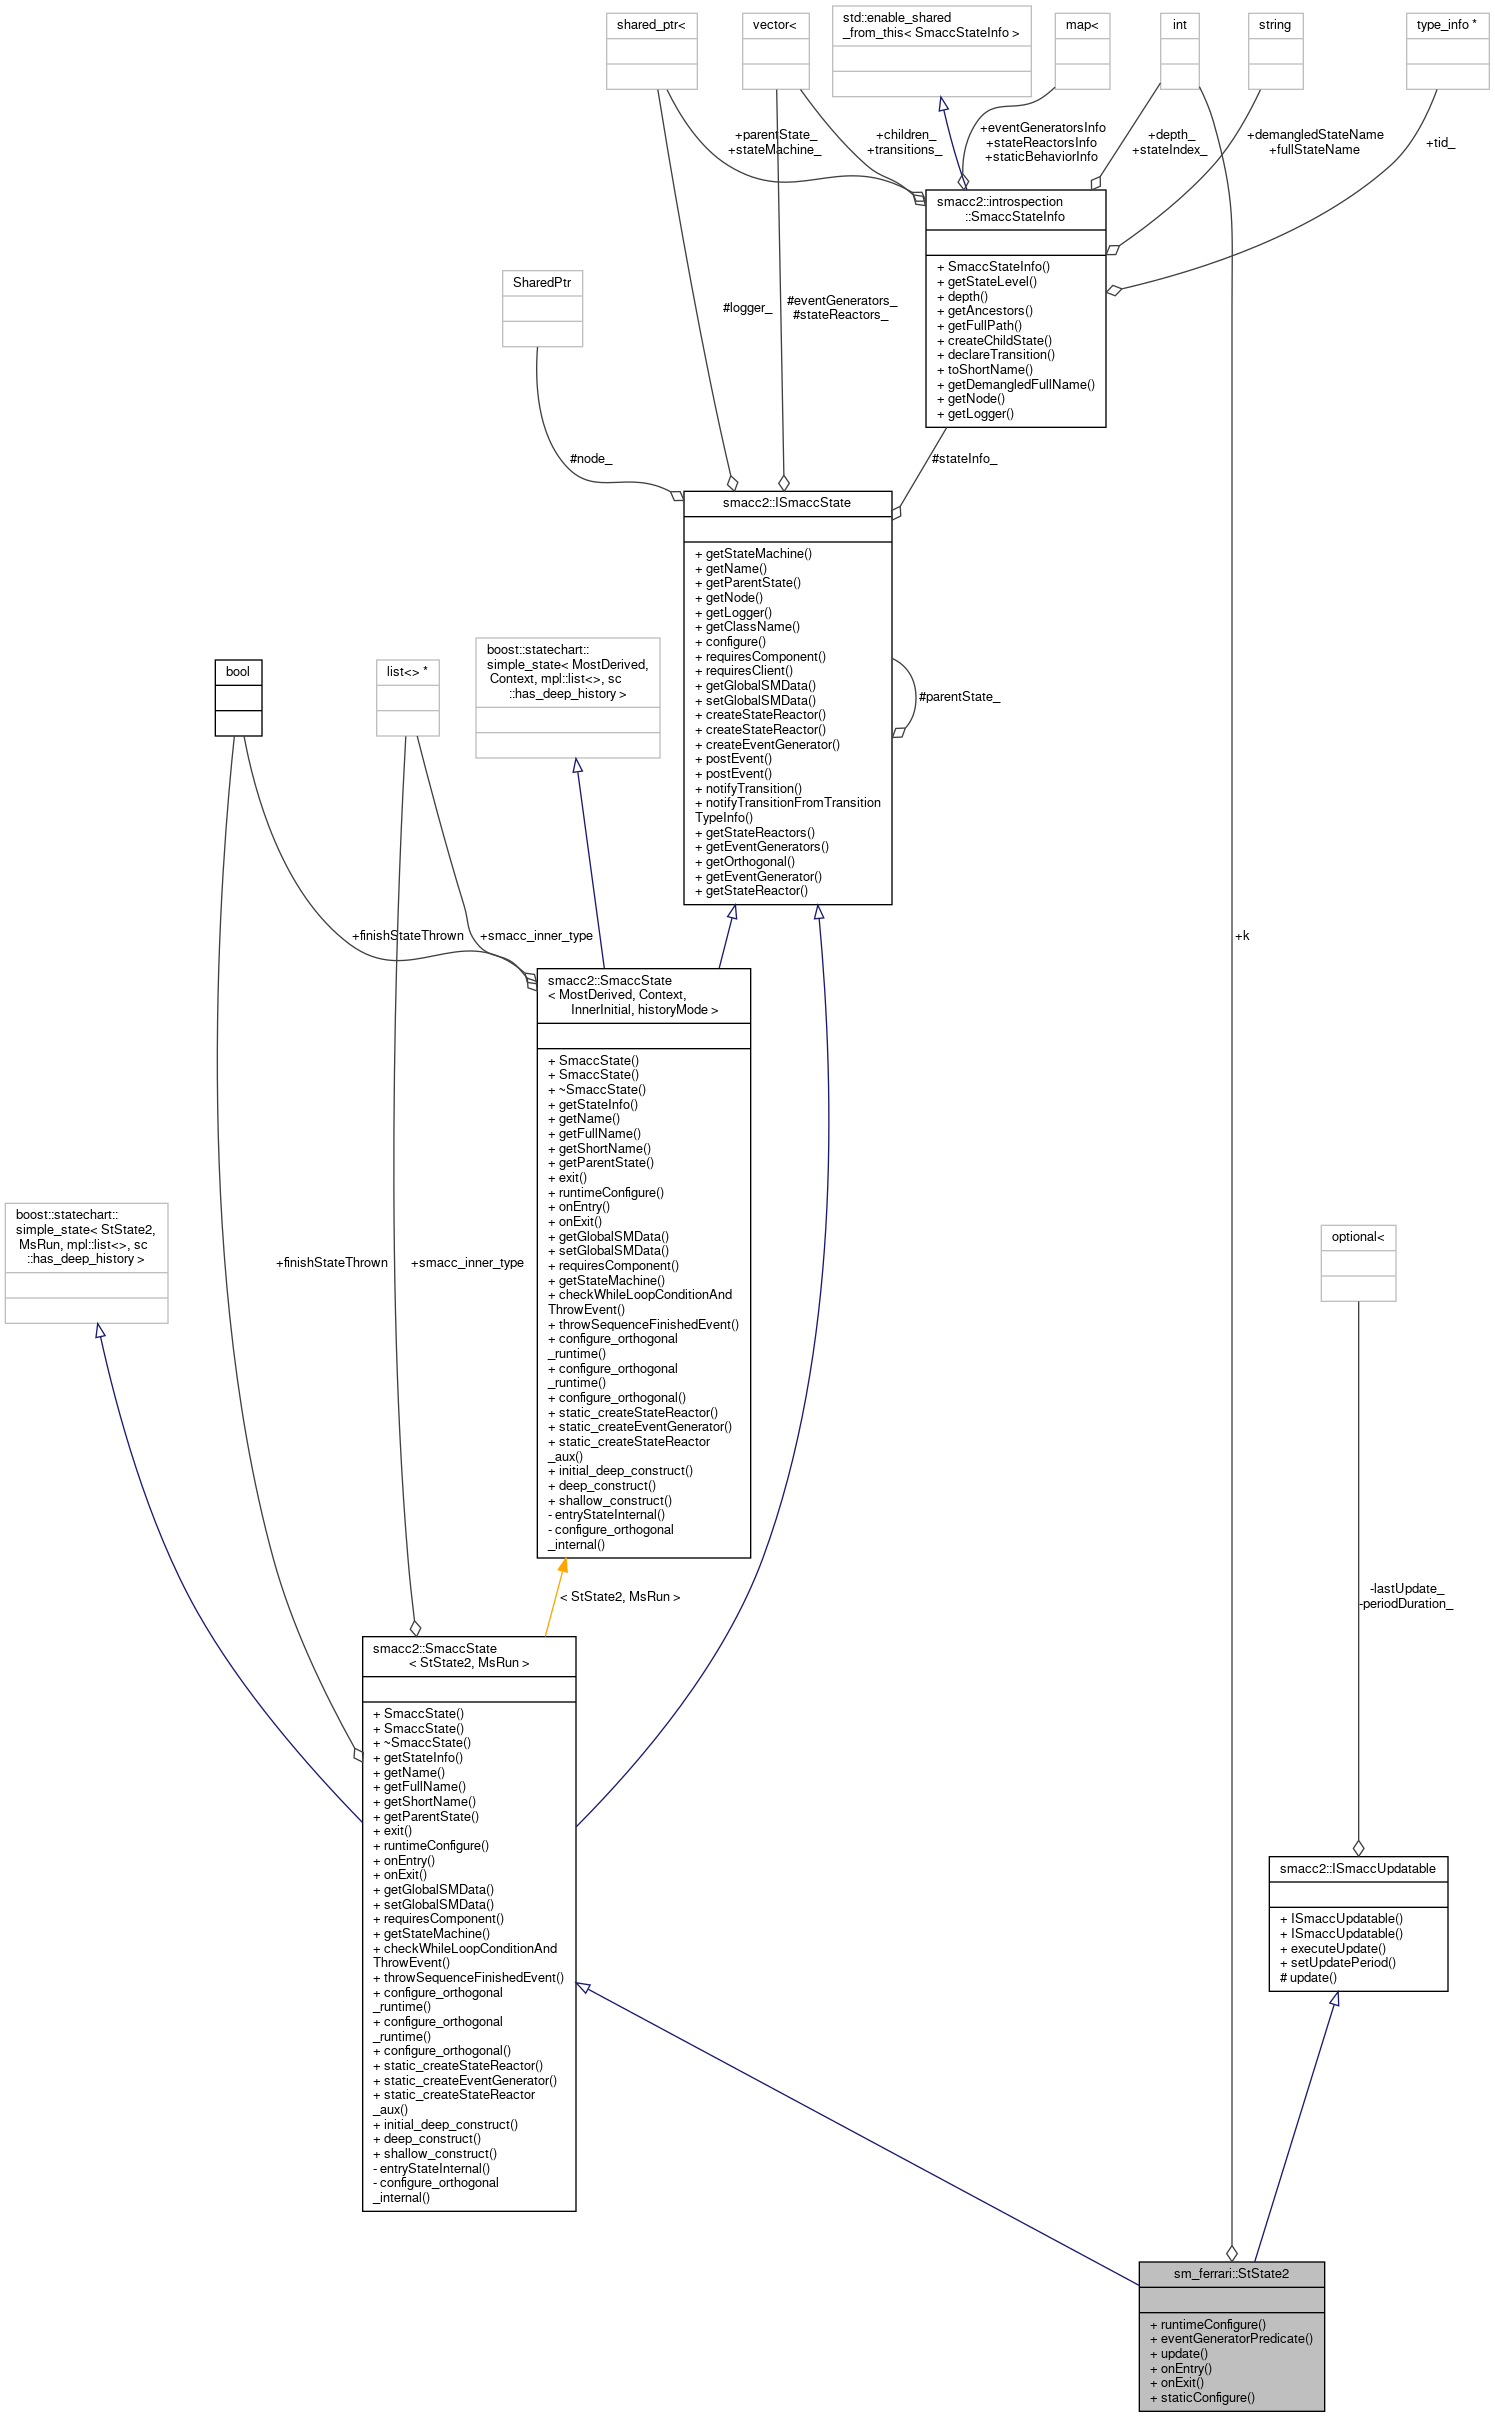 shared_ptr<
vector<
std::enable_shared
_from_this< SmaccStateInfo >
map<
int
string
type_info *
+parentState_
+stateMachine_
+children_
+transitions_
+eventGeneratorsInfo
+stateReactorsInfo
+staticBehaviorInfo
+depth_
+stateIndex_
+demangledStateName
+fullStateName
+tid_
smacc2::introspection
::SmaccStateInfo
+ SmaccStateInfo()
+ getStateLevel()
+ depth()
+ getAncestors()
+ getFullPath()
+ createChildState()
+ declareTransition()
+ toShortName()
+ getDemangledFullName()
+ getNode()
+ getLogger()
SharedPtr
#logger_
#eventGenerators_
#stateReactors_
#node_
#stateInfo_
smacc2::ISmaccState
+ getStateMachine()
+ getName()
+ getParentState()
+ getNode()
+ getLogger()
+ getClassName()
+ configure()
+ requiresComponent()
+ requiresClient()
+ getGlobalSMData()
+ setGlobalSMData()
+ createStateReactor()
+ createStateReactor()
+ createEventGenerator()
+ postEvent()
+ postEvent()
+ notifyTransition()
+ notifyTransitionFromTransition
TypeInfo()
+ getStateReactors()
+ getEventGenerators()
+ getOrthogonal()
+ getEventGenerator()
+ getStateReactor()
#parentState_
bool
list<> *
boost::statechart::
simple_state< MostDerived,
Context, mpl::list<>, sc
::has_deep_history >
+finishStateThrown
+smacc_inner_type
+k
smacc2::SmaccState
< MostDerived, Context,
InnerInitial, historyMode >
+ SmaccState()
+ SmaccState()
+ ~SmaccState()
+ getStateInfo()
+ getName()
+ getFullName()
+ getShortName()
+ getParentState()
+ exit()
+ runtimeConfigure()
+ onEntry()
+ onExit()
+ getGlobalSMData()
+ setGlobalSMData()
+ requiresComponent()
+ getStateMachine()
+ checkWhileLoopConditionAnd
ThrowEvent()
+ throwSequenceFinishedEvent()
+ configure_orthogonal
_runtime()
+ configure_orthogonal
_runtime()
+ configure_orthogonal()
+ static_createStateReactor()
+ static_createEventGenerator()
+ static_createStateReactor
_aux()
+ initial_deep_construct()
+ deep_construct()
+ shallow_construct()
- entryStateInternal()
- configure_orthogonal
_internal()
boost::statechart::
simple_state< StState2,
MsRun, mpl::list<>, sc
::has_deep_history >
+finishStateThrown
+smacc_inner_type
optional<
-lastUpdate_
-periodDuration_
< StState2, MsRun >
smacc2::SmaccState
< StState2, MsRun >
+ SmaccState()
+ SmaccState()
+ ~SmaccState()
+ getStateInfo()
+ getName()
+ getFullName()
+ getShortName()
+ getParentState()
+ exit()
+ runtimeConfigure()
+ onEntry()
+ onExit()
+ getGlobalSMData()
+ setGlobalSMData()
+ requiresComponent()
+ getStateMachine()
+ checkWhileLoopConditionAnd
ThrowEvent()
+ throwSequenceFinishedEvent()
+ configure_orthogonal
_runtime()
+ configure_orthogonal
_runtime()
+ configure_orthogonal()
+ static_createStateReactor()
+ static_createEventGenerator()
+ static_createStateReactor
_aux()
+ initial_deep_construct()
+ deep_construct()
+ shallow_construct()
- entryStateInternal()
- configure_orthogonal
_internal()
smacc2::ISmaccUpdatable
+ ISmaccUpdatable()
+ ISmaccUpdatable()
+ executeUpdate()
+ setUpdatePeriod()
# update()
sm_ferrari::StState2
+ runtimeConfigure()
+ eventGeneratorPredicate()
+ update()
+ onEntry()
+ onExit()
+ staticConfigure()